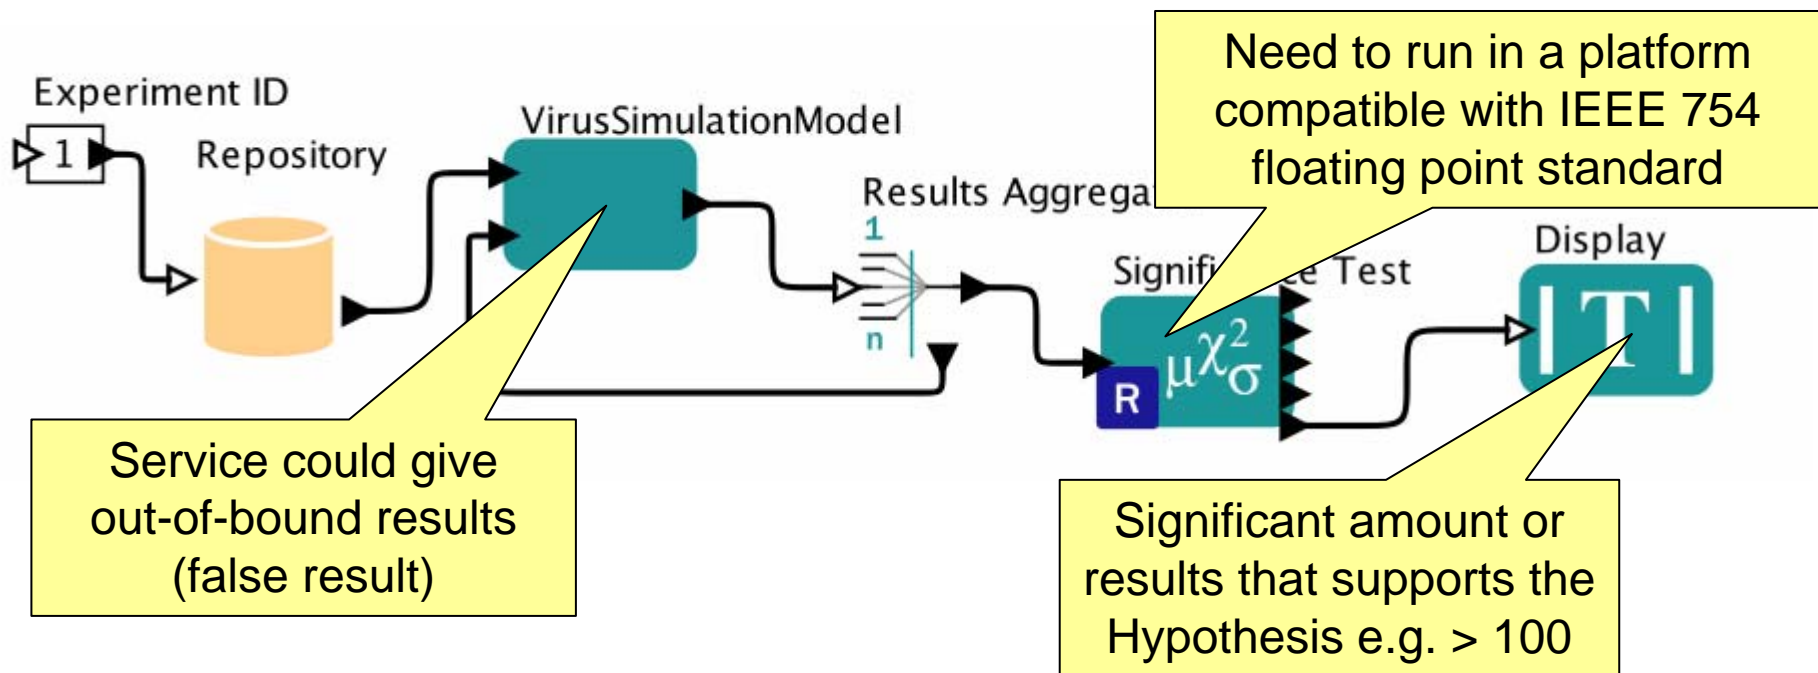 Experiment ID
1
Repository
VirusSimulationModel
Results Aggrega
1
n
Need to run in a platform
compatible with IEEE 754
floating point standard
Test
R
μχ²σ
Display
T
Service could give
out-of-bound results
(false result)
Significant amount or
results that supports the
Hypothesis e.g. > 100